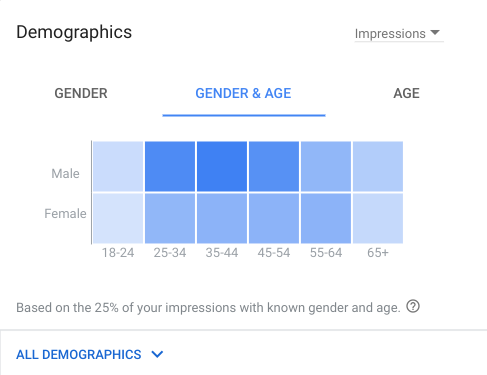 Demographics
Impressions
GENDER GENDER & AGE AGE
Male
Female
18-24 25-34 35-44 45-54 55-64 65+
Based on the 25% of your impressions with known gender and age. ?
ALL DEMOGRAPHICS